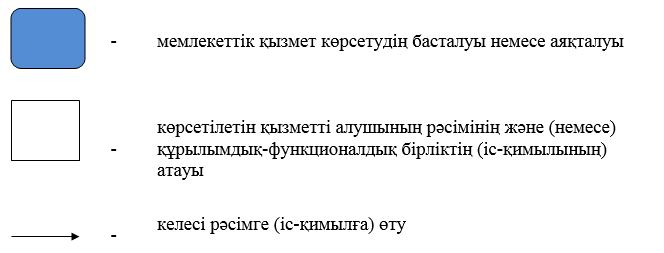 - мемлекеттік қызмет көрсетудің басталуы немесе аяқталуы
көрсетілетін қызметті алушының рәсімінің және (немесе)
- құрылымдық-функционалдық бірліктің (іс-қимылының)
атауы
- келесі рәсімге (іс-қимылға) өту